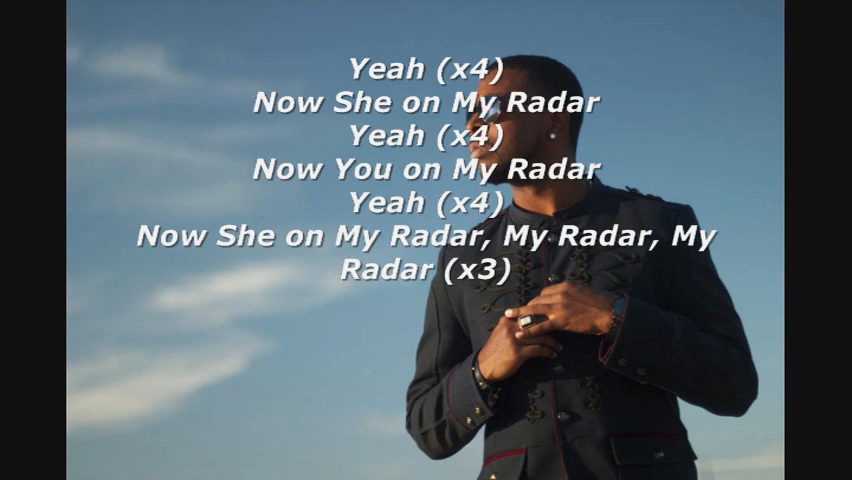 Yeah (x4)
Now She on My Radar
Yeah (x4)
Now You on My Radar
Yeah (x4)
Now She on My Radar, My Radar, My
Radar (x3)